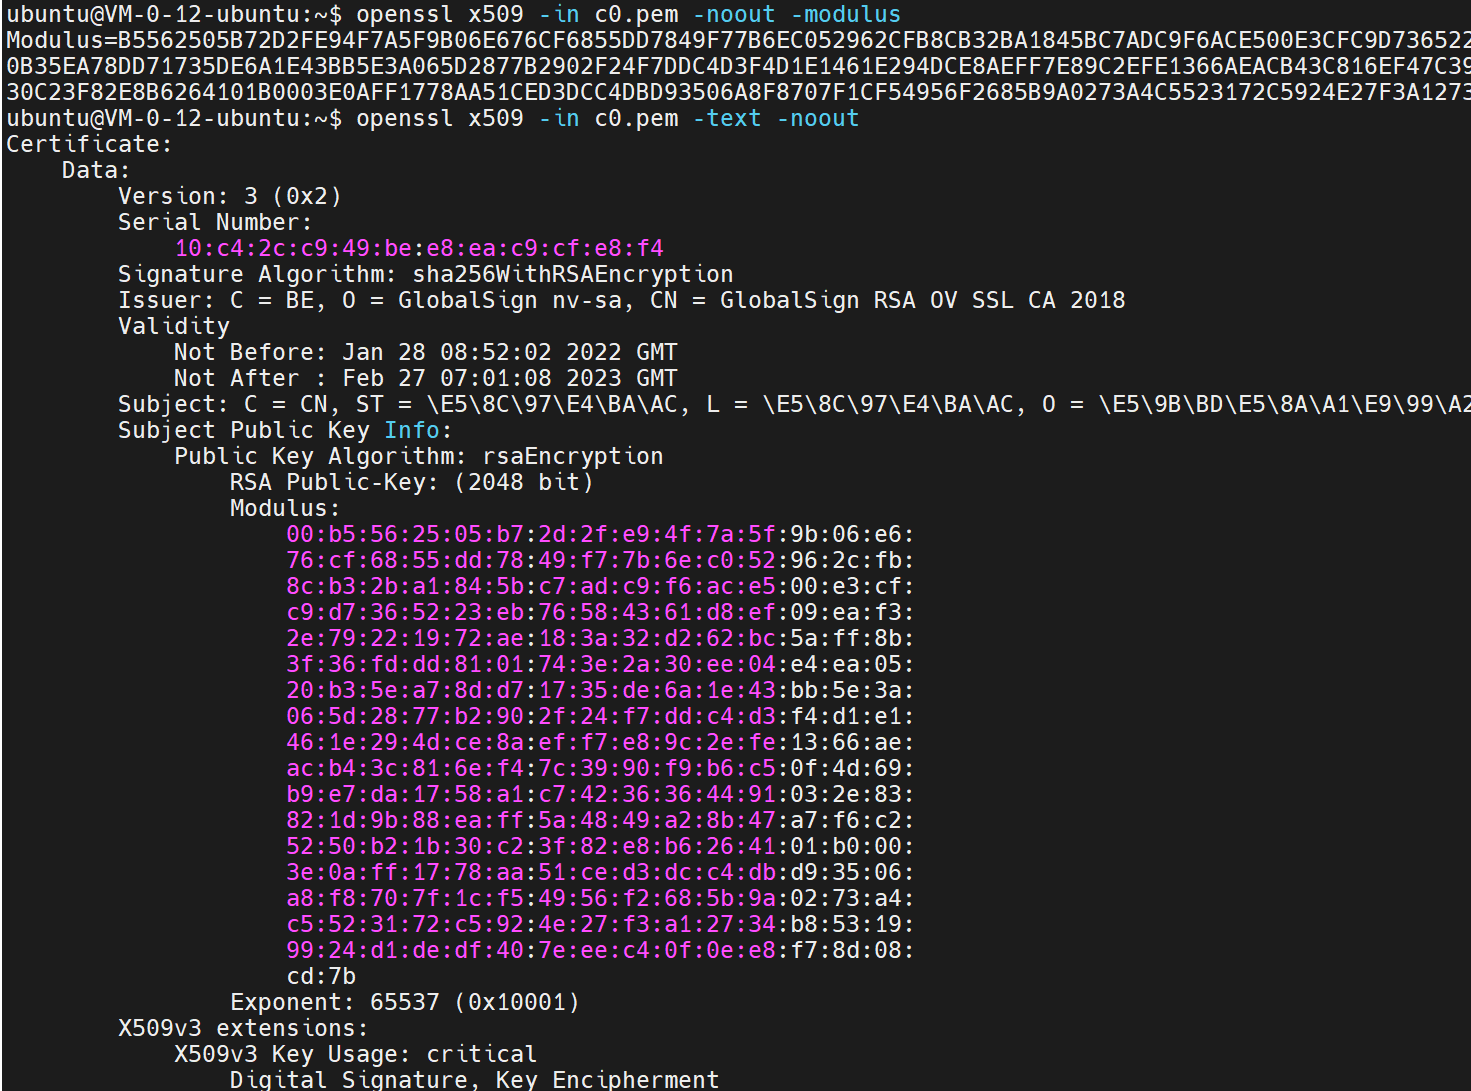 ubuntu@VM-0-12-ubuntu:~$ openssl x509 -in c0.pem -noout -modulus
Modulus=B5562505B72D2FE94F7A5F9B06E676CF6855DD7849F77B6EC052962CFB8CB32BA1845BC7ADC9F6ACE500E3CFC9D736522
0B35EA78DD71735DE6A1E43BB5E3A065D2877B2902F24F7DDC4D3F4D1E1461E294DCE8AEFF7E89C2EFE1366AEACB43C816EF47C39
30C23F82E8B6264101B0003E0AFF1778AA51CED3DCC4DBD93506A8F8707F1CF54956F2685B9A0273A4C5523172C5924E27F3A1273
ubuntu@VM-0-12-ubuntu:~$ openssl x509 -in c0.pem -text -noout
Certificate:
    Data:
        Version: 3 (0x2)
        Serial Number:
            10:c4:2c:c9:49:be:e8:ea:c9:cf:e8:f4
        Signature Algorithm: sha256WithRSAEncryption
        Issuer: C = BE, O = GlobalSign nv-sa, CN = GlobalSign RSA OV SSL CA 2018
        Validity
            Not Before: Jan 28 08:52:02 2022 GMT
            Not After : Feb 27 07:01:08 2023 GMT
        Subject: C = CN, ST = \E5\8C\97\E4\BA\AC, L = \E5\8C\97\E4\BA\AC, O = \E5\9B\BD\E5\8A\A1\E9\99\A2
        Subject Public Key Info:
            Public Key Algorithm: rsaEncryption
                RSA Public-Key: (2048 bit)
                Modulus:
                    00:b5:56:25:05:b7:2d:2f:e9:4f:7a:5f:9b:06:e6:
                    76:cf:68:55:dd:78:49:f7:7b:6e:c0:52:96:2c:fb:
                    8c:b3:2b:a1:84:5b:c7:ad:c9:f6:ac:e5:00:e3:cf:
                    c9:d7:36:52:23:eb:76:58:43:61:d8:ef:09:ea:f3:
                    2e:79:22:19:72:ae:18:3a:32:d2:62:bc:5a:ff:8b:
                    3f:36:fd:dd:81:01:74:3e:2a:30:ee:04:e4:ea:05:
                    20:b3:5e:a7:8d:d7:17:35:de:6a:1e:43:bb:5e:3a:
                    06:5d:28:77:b2:90:2f:24:f7:dd:c4:d3:f4:d1:e1:
                    46:1e:29:4d:ce:8a:ef:f7:e8:9c:2e:fe:13:66:ae:
                    ac:b4:3c:81:6e:f4:7c:39:90:f9:b6:c5:0f:4d:69:
                    b9:e7:da:17:58:a1:c7:42:36:36:44:91:03:2e:83:
                    82:1d:9b:88:ea:ff:5a:48:49:a2:8b:47:a7:f6:c2:
                    52:50:b2:1b:30:c2:3f:82:e8:b6:26:41:01:b0:00:
                    3e:0a:ff:17:78:aa:51:ce:d3:dc:c4:db:d9:35:06:
                    a8:f8:70:7f:1c:f5:49:56:f2:68:5b:9a:02:73:a4:
                    c5:52:31:72:c5:92:4e:27:f3:a1:27:34:b8:53:19:
                    99:24:d1:de:df:40:7e:ee:c4:0f:0e:e8:f7:8d:08:
                    cd:7b
                Exponent: 65537 (0x10001)
        X509v3 extensions:
            X509v3 Key Usage: critical
                Digital Signature, Key Encipherment